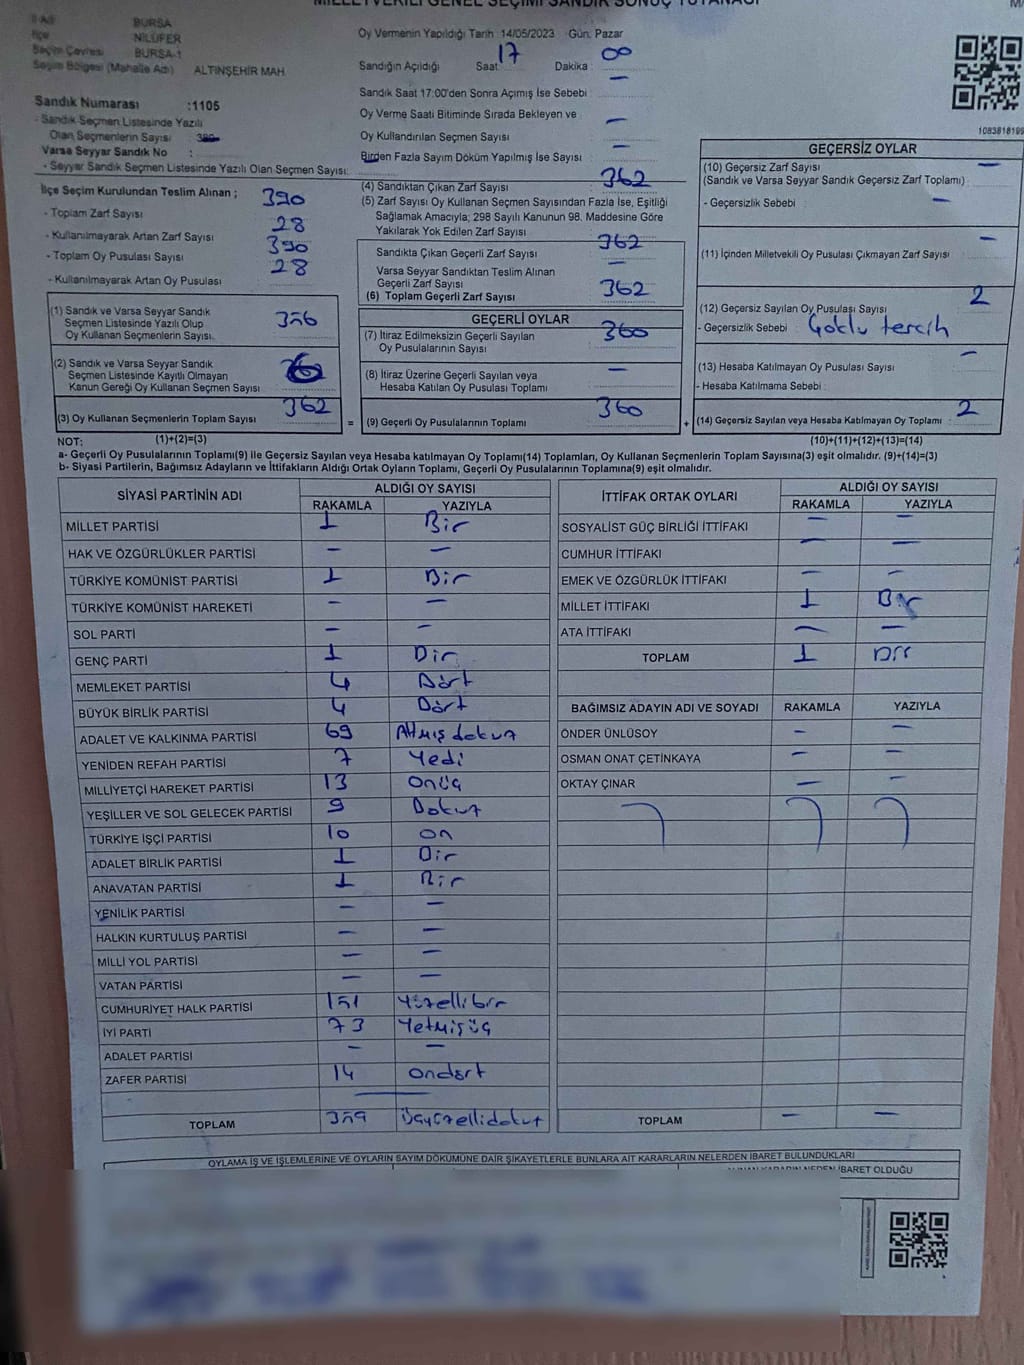 MİLLETVEKİLİ GENEL SEÇİMİ SANDIK SONUÇ TUTANAĞI
İl Adı BURSA
İlçe NİLÜFER
Seçim Çevresi BURSA-1
Seçim Bölgesi (Mahalle Adı) ALTINŞEHİR MAH.
Oy Vermenin Yapıldığı Tarih : 14/05/2023 Gün: Pazar
Sandığın Açıldığı Saat 17 Dakika : 00
Sandık Saat 17:00'den Sonra Açımış İse Sebebi : —
Oy Verme Saati Bitiminde Sırada Bekleyen ve
Oy Kullandırılan Seçmen Sayısı —
Birden Fazla Sayım Döküm Yapılmış İse Sayısı : —
Sandık Numarası :1105
- Sandık Seçmen Listesinde Yazılı
Olan Seçmenlerin Sayısı :
Varsa Seyyar Sandık No :
- Seyyar Sandık Seçmen Listesinde Yazılı Olan Seçmen Sayısı:
İlçe Seçim Kurulundan Teslim Alınan ;
- Toplam Zarf Sayısı 390
- Kullanılmayarak Artan Zarf Sayısı 28
- Toplam Oy Pusulası Sayısı 390
- Kullanılmayarak Artan Oy Pusulası 28
(1) Sandık ve Varsa Seyyar Sandık
Seçmen Listesinde Yazılı Olup
Oy Kullanan Seçmenlerin Sayısı. 356
(2) Sandık ve Varsa Seyyar Sandık
Seçmen Listesinde Kayıtlı Olmayan
Kanun Gereği Oy Kullanan Seçmen Sayısı 6
(3) Oy Kullanan Seçmenlerin Toplam Sayısı 362
(4) Sandıktan Çıkan Zarf Sayısı 362
(5) Zarf Sayısı Oy Kullanan Seçmen Sayısından Fazla İse, Eşitliği
Sağlamak Amacıyla; 298 Sayılı Kanunun 98. Maddesine Göre
Yakılarak Yok Edilen Zarf Sayısı
Sandıkta Çıkan Geçerli Zarf Sayısı 362
Varsa Seyyar Sandıktan Teslim Alınan
Geçerli Zarf Sayısı —
(6) Toplam Geçerli Zarf Sayısı 362
GEÇERLİ OYLAR
(7) İtiraz Edilmeksizin Geçerli Sayılan
Oy Pusulalarının Sayısı 360
(8) İtiraz Üzerine Geçerli Sayılan veya
Hesaba Katılan Oy Pusulası Toplamı —
= (9) Geçerli Oy Pusulalarının Toplamı 360 +
1083818199
GEÇERSİZ OYLAR
(10) Geçersiz Zarf Sayısı —
(Sandık ve Varsa Seyyar Sandık Geçersiz Zarf Toplamı) :
- Geçersizlik Sebebi : —
(11) İçinden Milletvekili Oy Pusulası Çıkmayan Zarf Sayısı —
(12) Geçersiz Sayılan Oy Pusulası Sayısı 2
- Geçersizlik Sebebi Çoklu tercih
(13) Hesaba Katılmayan Oy Pusulası Sayısı —
- Hesaba Katılmama Sebebi :
(14) Geçersiz Sayılan veya Hesaba Katılmayan Oy Toplamı 2
NOT: (1)+(2)=(3) (10)+(11)+(12)+(13)=(14)
a- Geçerli Oy Pusulalarının Toplamı(9) ile Geçersiz Sayılan veya Hesaba katılmayan Oy Toplamı(14) Toplamları, Oy Kullanan Seçmenlerin Toplam Sayısına(3) eşit olmalıdır. (9)+(14)=(3)
b- Siyasi Partilerin, Bağımsız Adayların ve İttifakların Aldığı Ortak Oyların Toplamı, Geçerli Oy Pusulalarının Toplamına(9) eşit olmalıdır.
SİYASİ PARTİNİN ADI ALDIĞI OY SAYISI
RAKAMLA YAZIYLA
MİLLET PARTİSİ 1 Bir
HAK VE ÖZGÜRLÜKLER PARTİSİ — —
TÜRKİYE KOMÜNİST PARTİSİ 1 Bir
TÜRKİYE KOMÜNİST HAREKETİ — —
SOL PARTİ — —
GENÇ PARTİ 1 Bir
MEMLEKET PARTİSİ 4 Dört
BÜYÜK BİRLİK PARTİSİ 4 Dört
ADALET VE KALKINMA PARTİSİ 69 Altmış dokuz
YENİDEN REFAH PARTİSİ 7 Yedi
MİLLİYETÇİ HAREKET PARTİSİ 13 Onüç
YEŞİLLER VE SOL GELECEK PARTİSİ 9 Dokuz
TÜRKİYE İŞÇİ PARTİSİ 10 On
ADALET BİRLİK PARTİSİ 1 Bir
ANAVATAN PARTİSİ 1 Bir
YENİLİK PARTİSİ — —
HALKIN KURTULUŞ PARTİSİ — —
MİLLİ YOL PARTİSİ — —
VATAN PARTİSİ — —
CUMHURİYET HALK PARTİSİ 151 Yüzellibir
İYİ PARTİ 73 Yetmişüç
ADALET PARTİSİ — —
ZAFER PARTİSİ 14 Ondört
TOPLAM 359 Üçyüzellidokuz
İTTİFAK ORTAK OYLARI ALDIĞI OY SAYISI
RAKAMLA YAZIYLA
SOSYALİST GÜÇ BİRLİĞİ İTTİFAKI — —
CUMHUR İTTİFAKI — —
EMEK VE ÖZGÜRLÜK İTTİFAKI — —
MİLLET İTTİFAKI 1 Bir
ATA İTTİFAKI — —
TOPLAM 1 Bir
BAĞIMSIZ ADAYIN ADI VE SOYADI RAKAMLA YAZIYLA
ÖNDER ÜNLÜSOY — —
OSMAN ONAT ÇETİNKAYA — —
OKTAY ÇINAR — —
TOPLAM — —
OYLAMA İŞ VE İŞLEMLERİNE VE OYLARIN SAYIM DÖKÜMÜNE DAİR ŞİKAYETLERLE BUNLARA AİT KARARLARIN NELERDEN İBARET BULUNDUKLARI
İBARET OLDUĞU